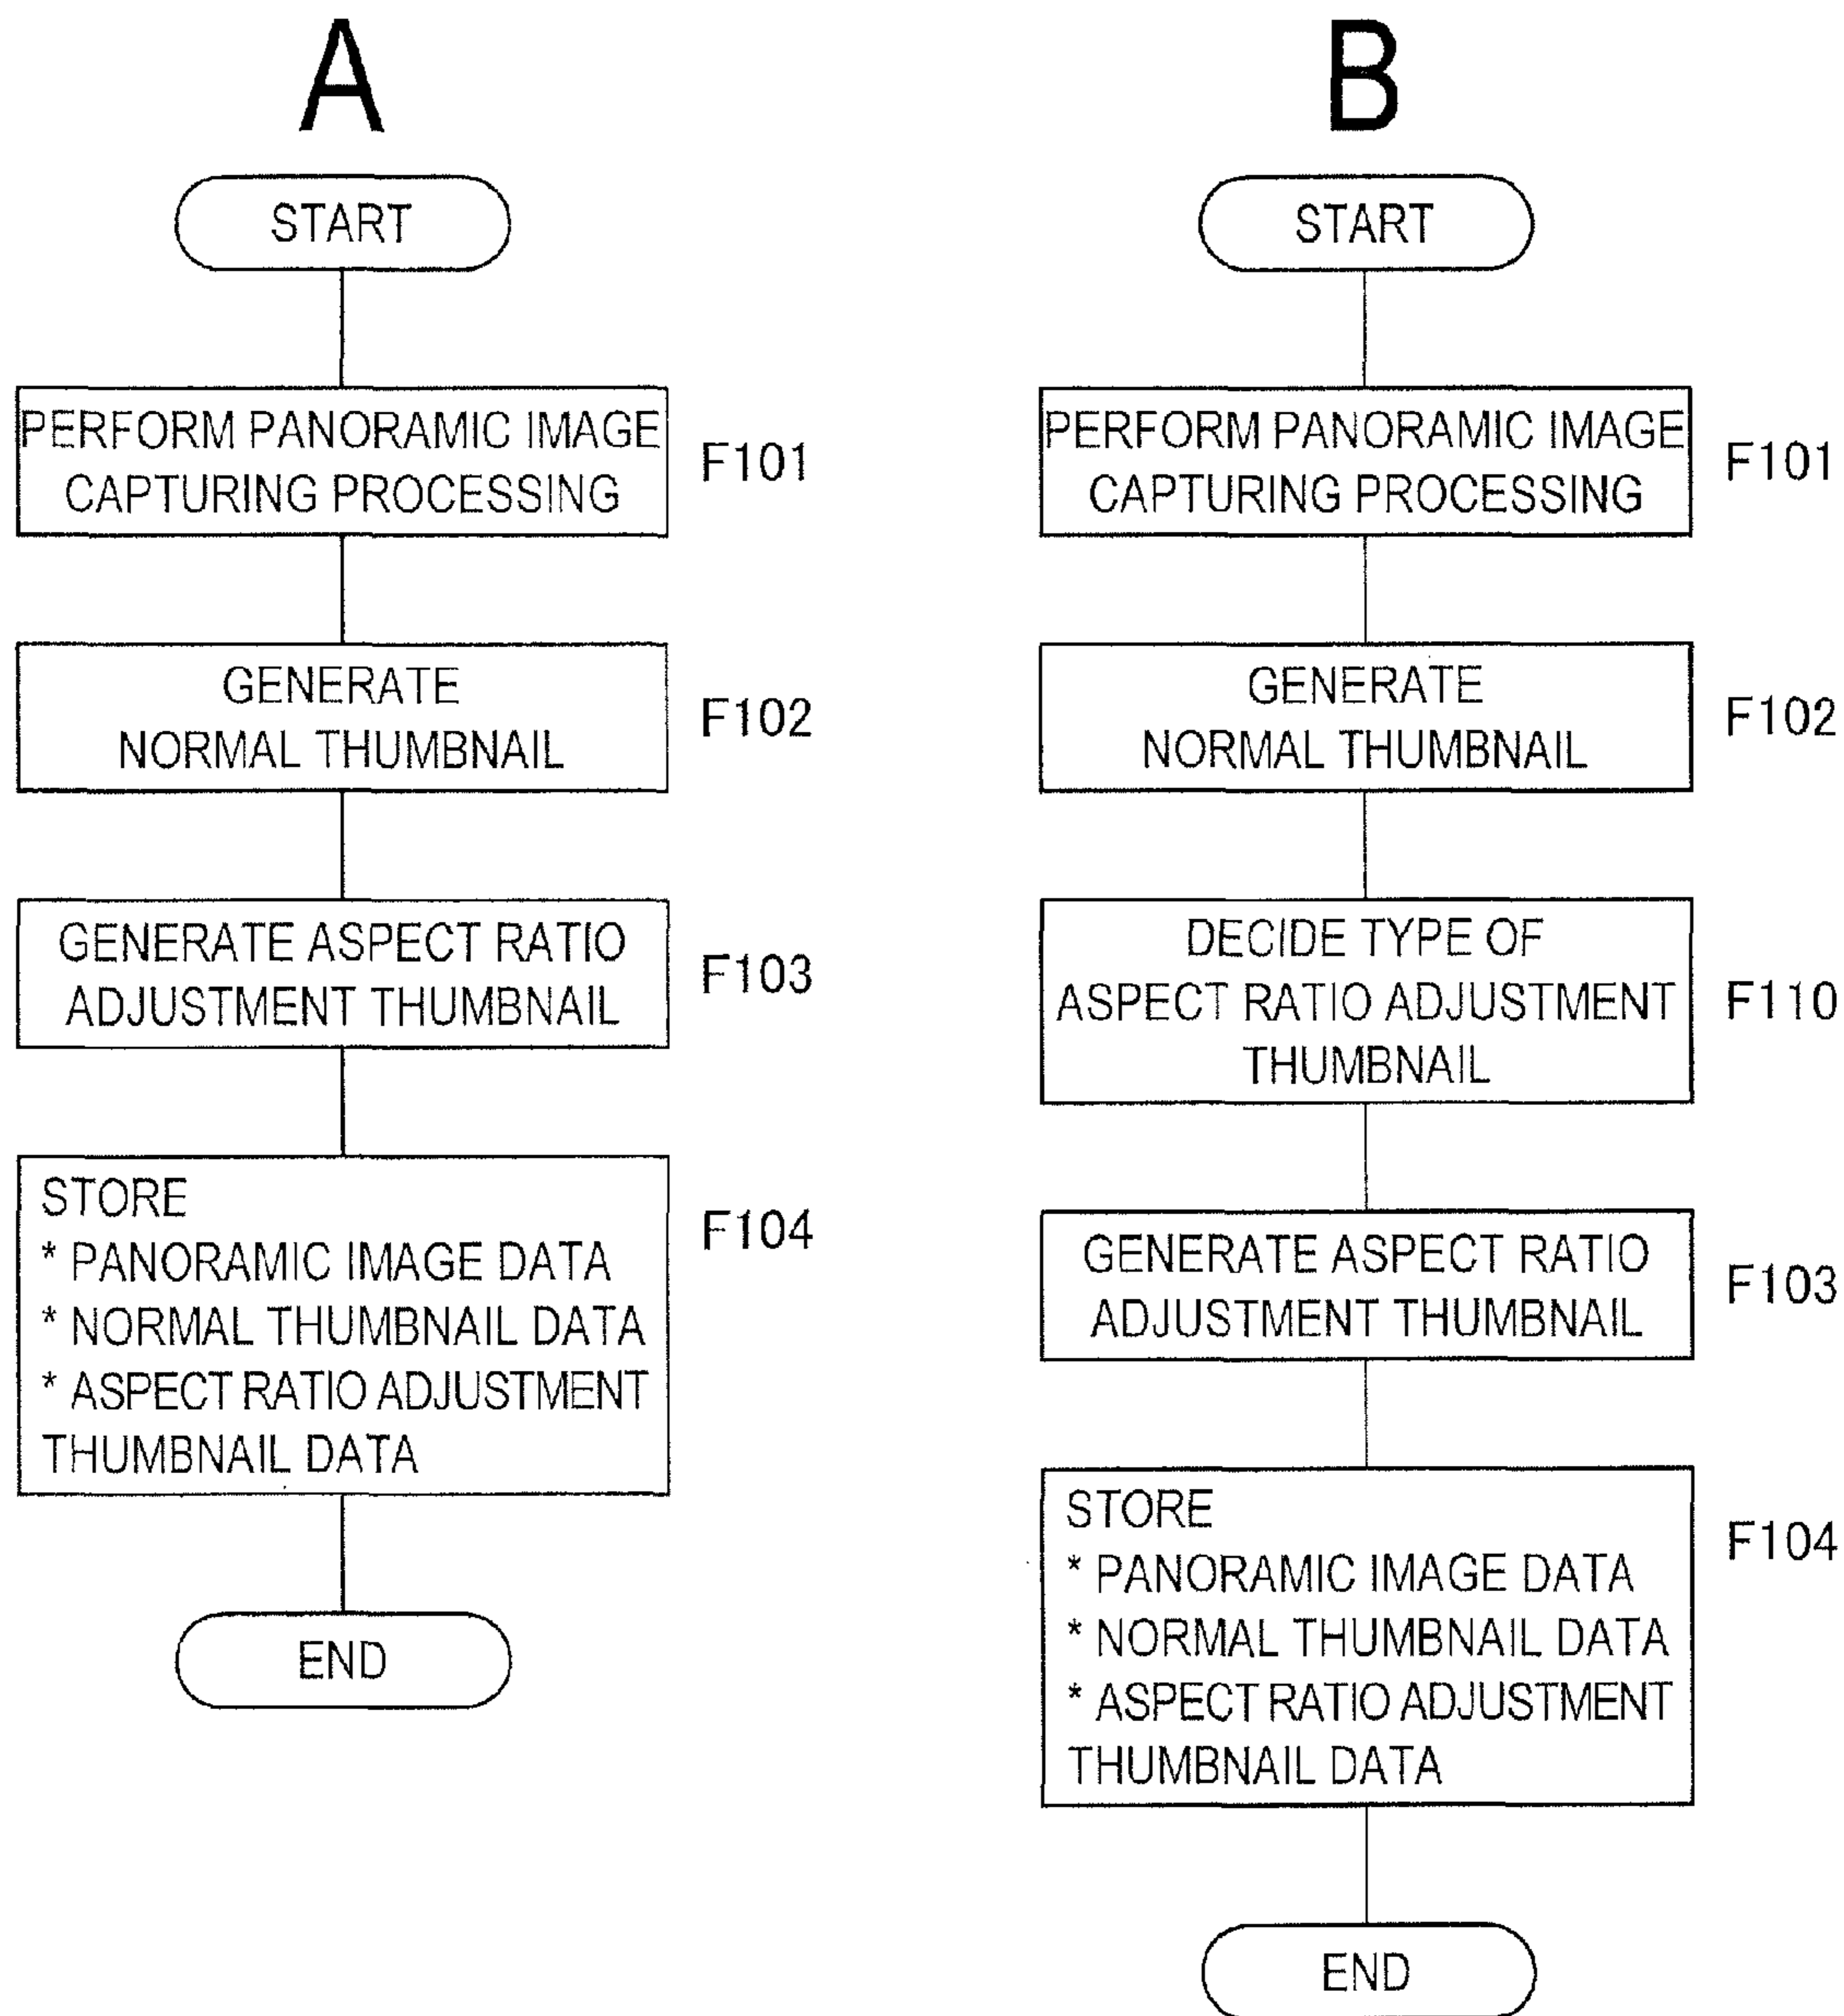 A
START
PERFORM PANORAMIC IMAGE
CAPTURING PROCESSING
F101
GENERATE
NORMAL THUMBNAIL
F102
GENERATE ASPECT RATIO
ADJUSTMENT THUMBNAIL
F103
STORE
* PANORAMIC IMAGE DATA
* NORMAL THUMBNAIL DATA
* ASPECT RATIO ADJUSTMENT
THUMBNAIL DATA
F104
END
B
START
PERFORM PANORAMIC IMAGE
CAPTURING PROCESSING
F101
GENERATE
NORMAL THUMBNAIL
F102
DECIDE TYPE OF
ASPECT RATIO ADJUSTMENT
THUMBNAIL
F110
GENERATE ASPECT RATIO
ADJUSTMENT THUMBNAIL
F103
STORE
* PANORAMIC IMAGE DATA
* NORMAL THUMBNAIL DATA
* ASPECT RATIO ADJUSTMENT
THUMBNAIL DATA
F104
END